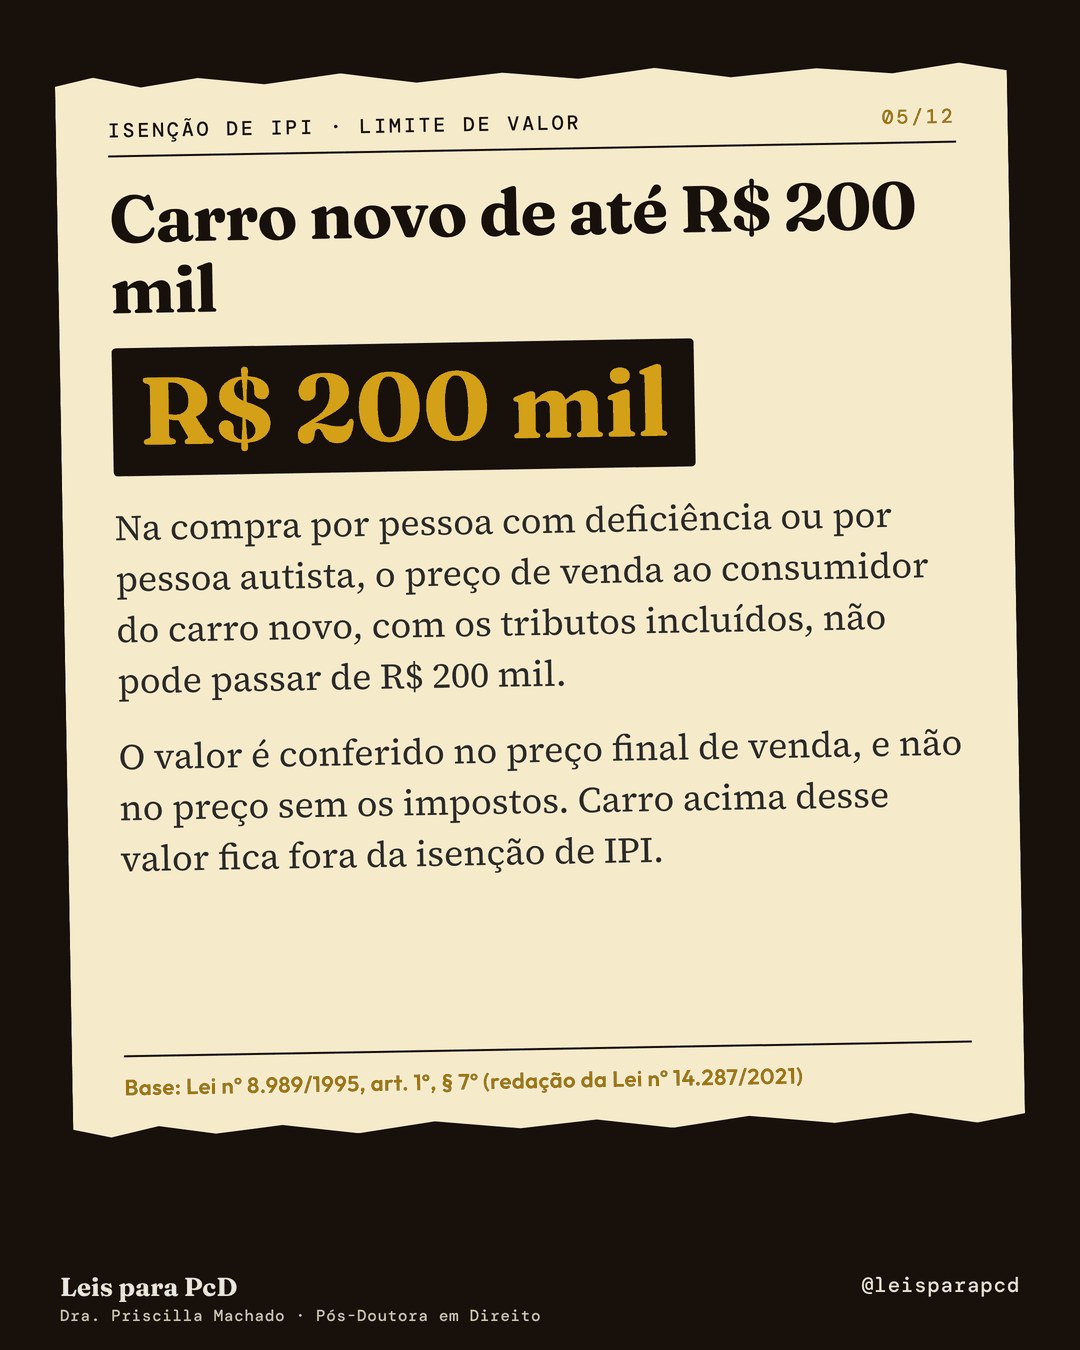 ISENÇÃO DE IPI · LIMITE DE VALOR
05/12
Carro novo de até R$ 200
mil
R$ 200 mil
Na compra por pessoa com deficiência ou por
pessoa autista, o preço de venda ao consumidor
do carro novo, com os tributos incluídos, não
pode passar de R$ 200 mil.
O valor é conferido no preço final de venda, e não
no preço sem os impostos. Carro acima desse
valor fica fora da isenção de IPI.
Base: Lei nº 8.989/1995, art. 1º, § 7º (redação da Lei nº 14.287/2021)
Leis para PcD
@leisparapcd
Dra. Priscilla Machado · Pós-Doutora em Direito